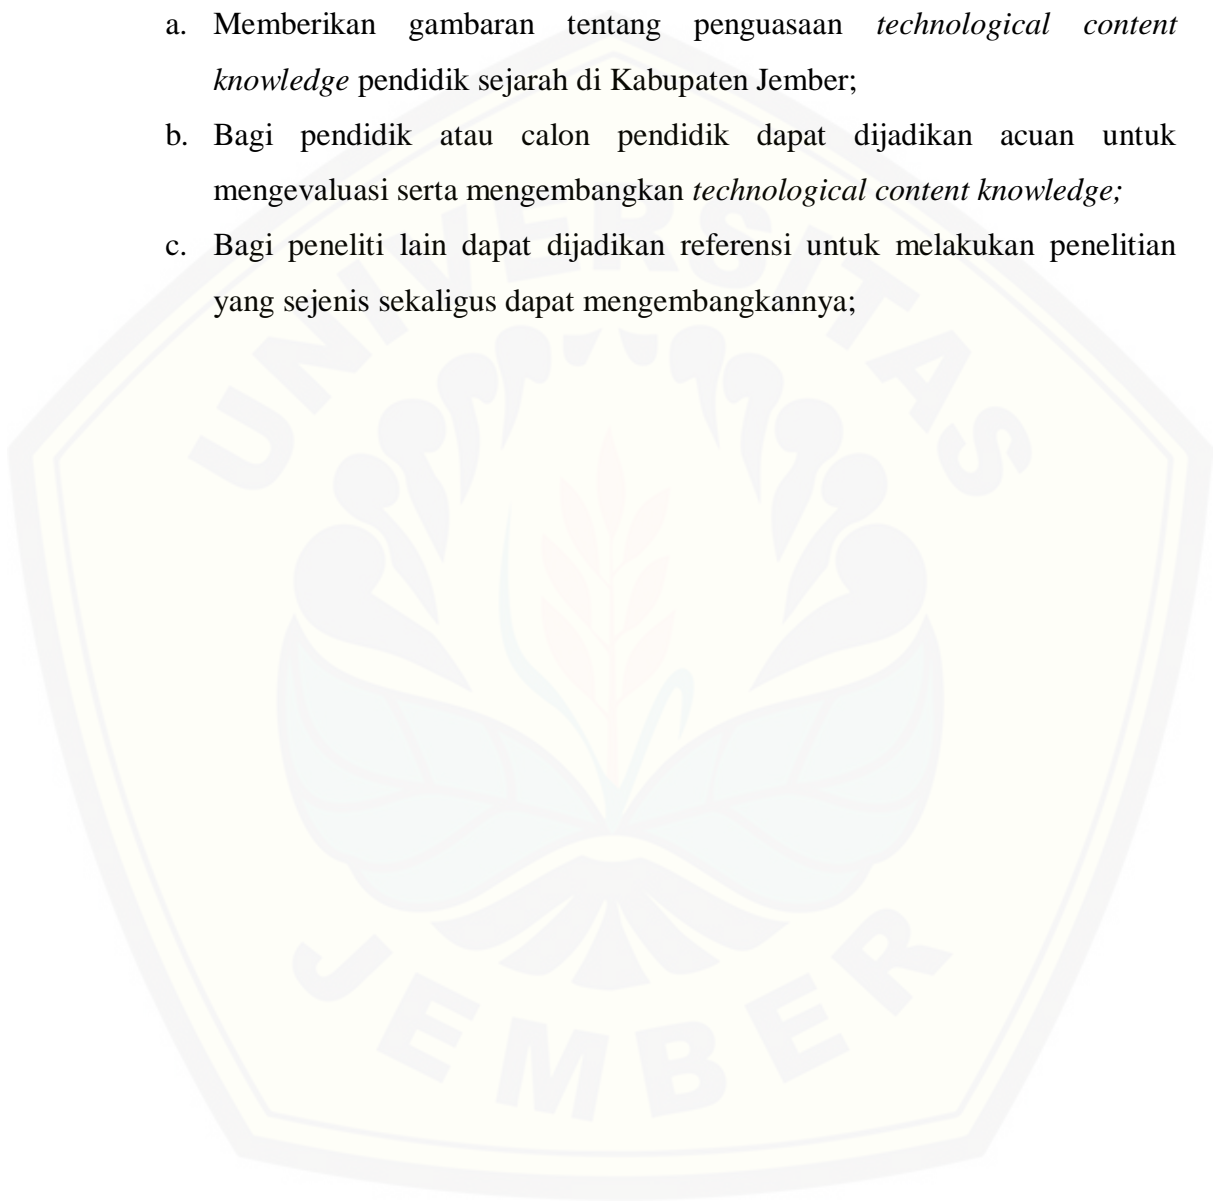 a. Memberikan gambaran tentang penguasaan technological content
knowledge pendidik sejarah di Kabupaten Jember;
b. Bagi pendidik atau calon pendidik dapat dijadikan acuan untuk
mengevaluasi serta mengembangkan technological content knowledge;
c. Bagi peneliti lain dapat dijadikan referensi untuk melakukan penelitian
yang sejenis sekaligus dapat mengembangkannya;
UNIVERSITAS
JEMBER